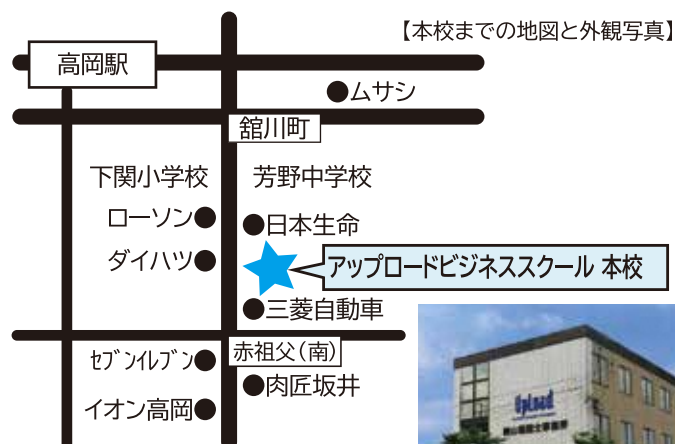 【本校までの地図と外観写真】
高岡駅
●ムサシ
舘川町
下関小学校
芳野中学校
ローソン●
●日本生命
ダイハツ●
アップロードビジネススクール 本校
●三菱自動車
赤祖父(南)
セブンイレブン●
●肉匠坂井
イオン高岡●
Upload